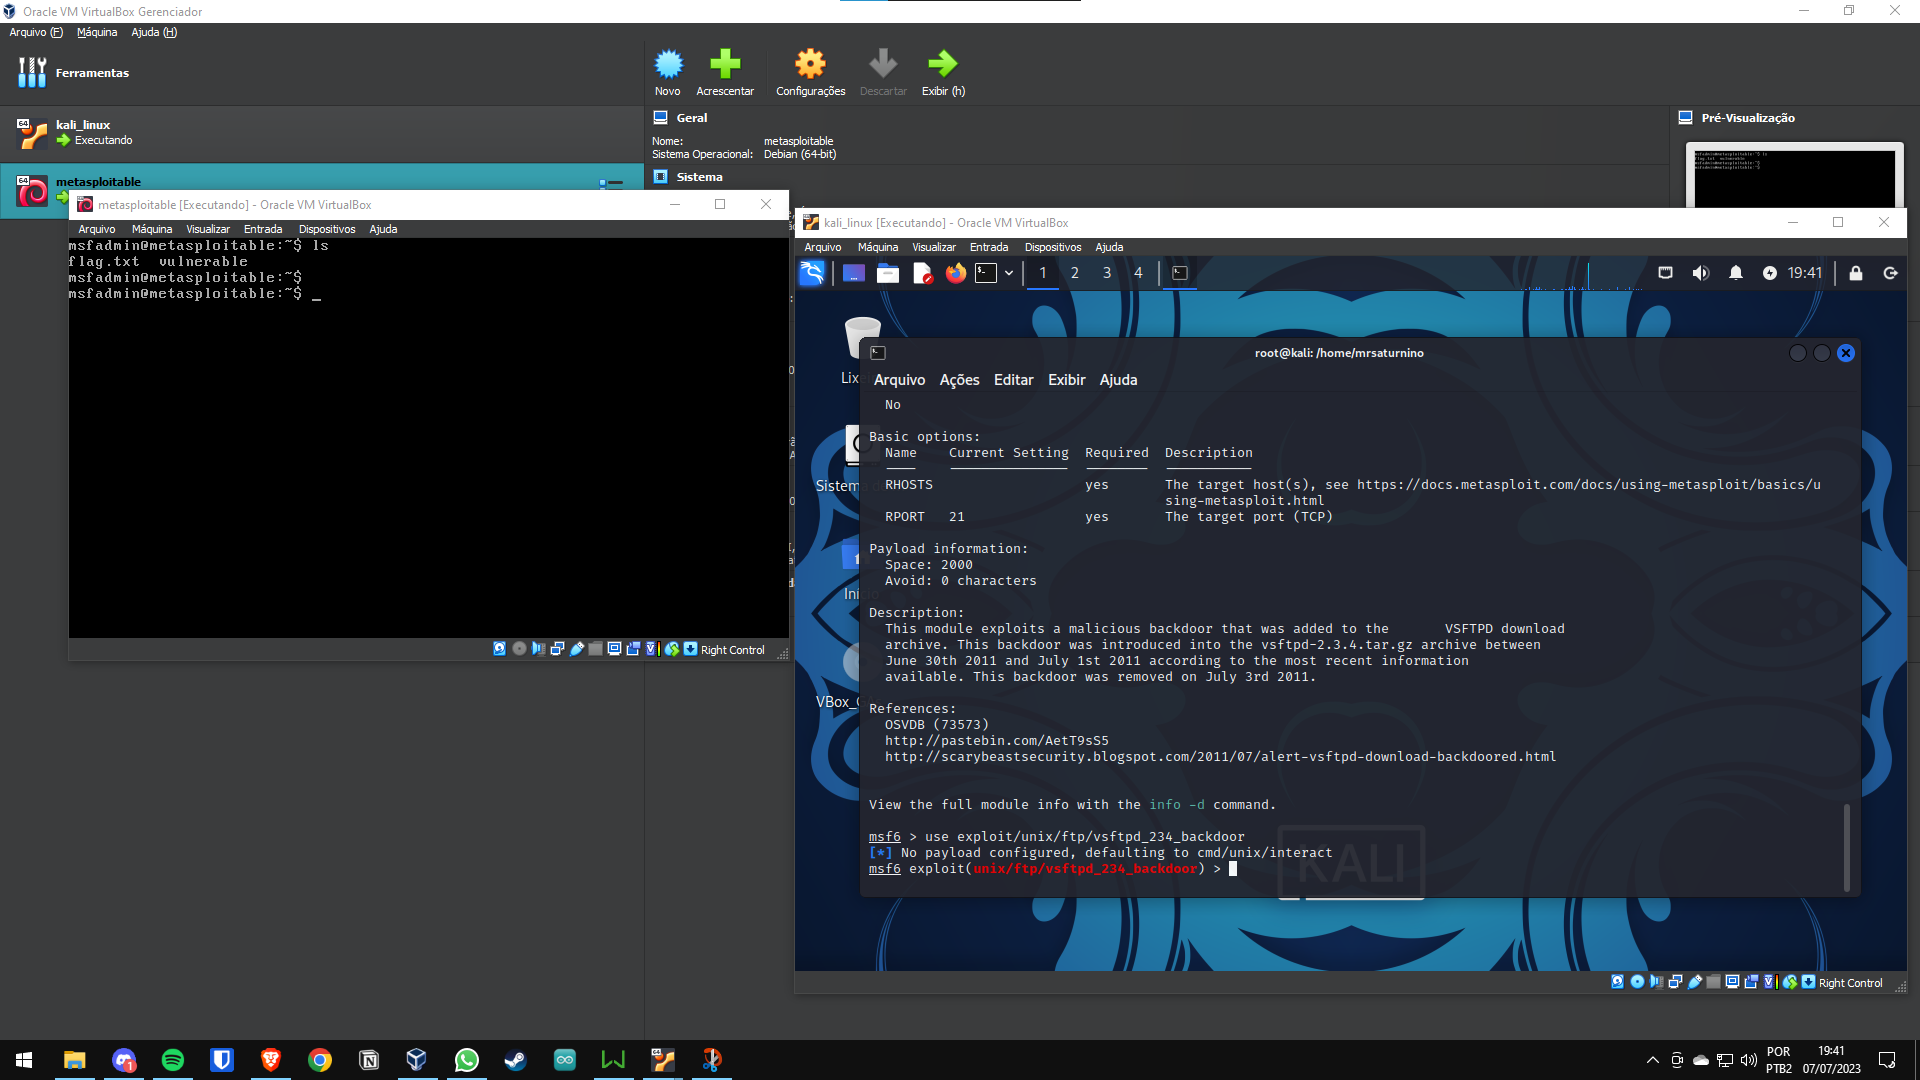 Oracle VM VirtualBox Gerenciador
Arquivo (F) Máquina Ajuda (H)
Ferramentas
Novo Acrescentar Configurações Descartar Exibir (h)
kali_linux
Executando
metasploitable
Geral
Nome: metasploitable
Sistema Operacional: Debian (64-bit)
Sistema
Pré-Visualização
metasploitable [Executando] - Oracle VM VirtualBox
Arquivo Máquina Visualizar Entrada Dispositivos Ajuda
msfadmin@metasploitable:~$ ls
flag.txt vulnerable
msfadmin@metasploitable:~$
msfadmin@metasploitable:~$ _
Right Control
kali_linux [Executando] - Oracle VM VirtualBox
Arquivo Máquina Visualizar Entrada Dispositivos Ajuda
1 2 3 4 19:41
root@kali: /home/mrsaturnino
Arquivo Ações Editar Exibir Ajuda
No
Basic options:
Name Current Setting Required Description
RHOSTS yes The target host(s), see https://docs.metasploit.com/docs/using-metasploit/basics/u
sing-metasploit.html
RPORT 21 yes The target port (TCP)
Payload information:
Space: 2000
Avoid: 0 characters
Description:
This module exploits a malicious backdoor that was added to the VSFTPD download
archive. This backdoor was introduced into the vsftpd-2.3.4.tar.gz archive between
June 30th 2011 and July 1st 2011 according to the most recent information
available. This backdoor was removed on July 3rd 2011.
References:
OSVDB (73573)
http://pastebin.com/AetT9sS5
http://scarybeastsecurity.blogspot.com/2011/07/alert-vsftpd-download-backdoored.html
View the full module info with the info -d command.
msf6 > use exploit/unix/ftp/vsftpd_234_backdoor
[*] No payload configured, defaulting to cmd/unix/interact
msf6 exploit(unix/ftp/vsftpd_234_backdoor) >
KALI
Right Control
POR
PTB2
19:41
07/07/2023